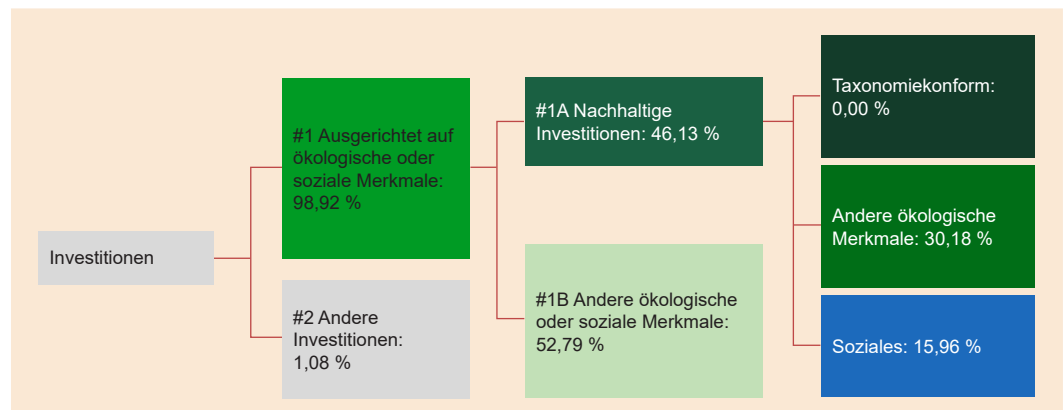 Investitionen
#1 Ausgerichtet auf
ökologische oder
soziale Merkmale:
98,92 %
#2 Andere
Investitionen:
1,08 %
#1A Nachhaltige
Investitionen: 46,13 %
#1B Andere ökologische
oder soziale Merkmale:
52,79 %
Taxonomiekonform:
0,00 %
Andere ökologische
Merkmale: 30,18 %
Soziales: 15,96 %